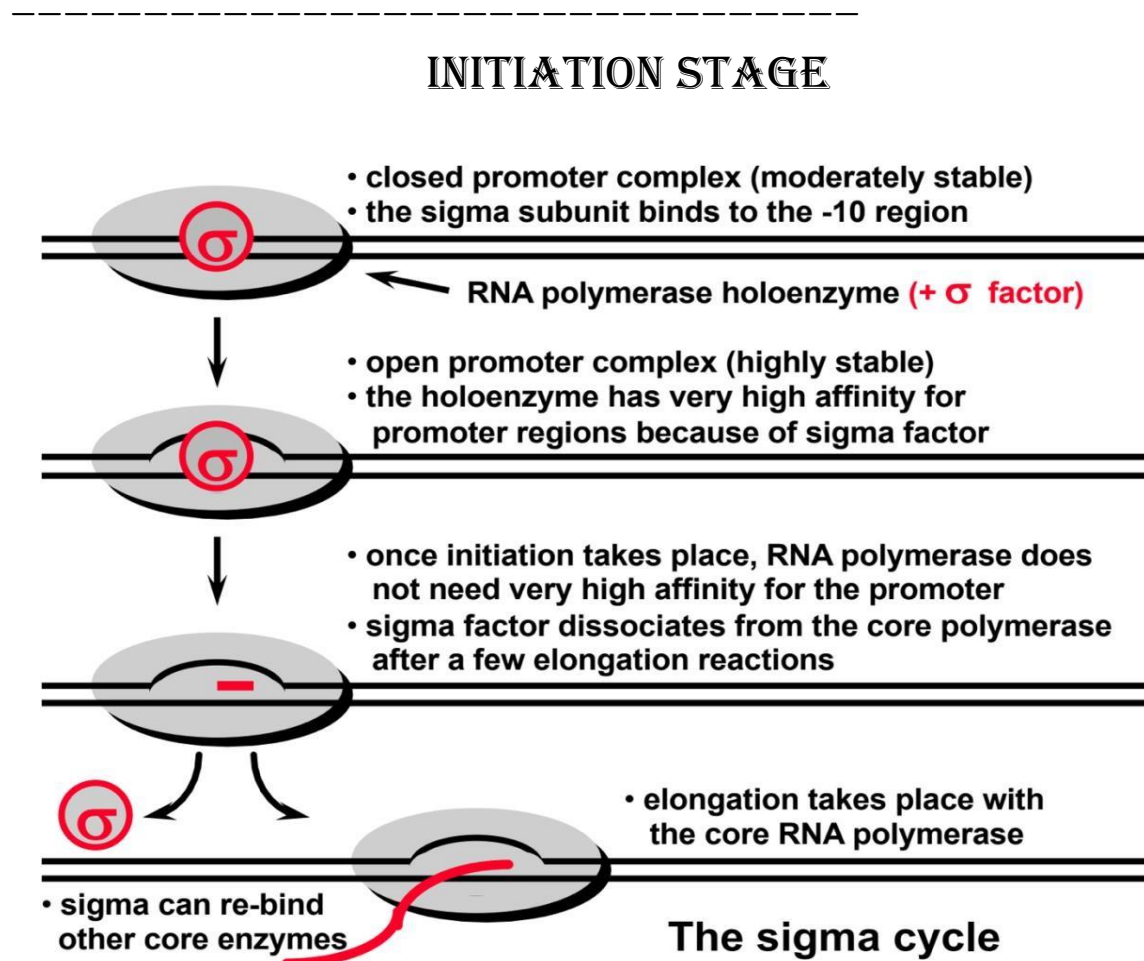 INITIATION STAGE
• closed promoter complex (moderately stable)
• the sigma subunit binds to the -10 region
σ
RNA polymerase holoenzyme (+ σ factor)
• open promoter complex (highly stable)
• the holoenzyme has very high affinity for
promoter regions because of sigma factor
σ
• once initiation takes place, RNA polymerase does
not need very high affinity for the promoter
• sigma factor dissociates from the core polymerase
after a few elongation reactions
σ
• elongation takes place with
the core RNA polymerase
• sigma can re-bind
other core enzymes
The sigma cycle